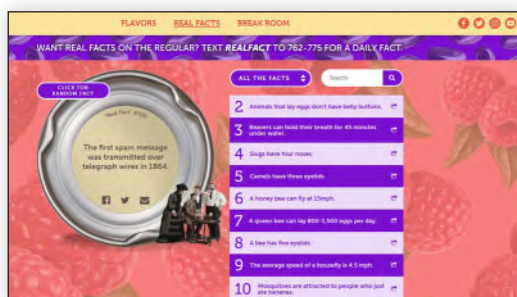 FLAVORS REAL FACTS BREAK ROOM
WANT REAL FACTS ON THE REGULAR? TEXT REALFACT TO 762-775 FOR A DAILY FACT.
CLICK FOR
RANDOM FACT
"Real Fact"
The first spam message
was transmitted over
telegraph wires in 1864.
ALL THE FACTS
Search
2 Animals that lay eggs don't have belly buttons.
3 Beavers can hold their breath for 45 minutes
under water.
4 Slugs have four noses.
5 Camels have three eyelids.
6 A honey bee can fly at 15mph.
7 A queen bee can lay 800-1,500 eggs per day.
8 A bee has five eyelids.
9 The average speed of a housefly is 4.5 mph.
10 Mosquitoes are attracted to people who just
ate bananas.